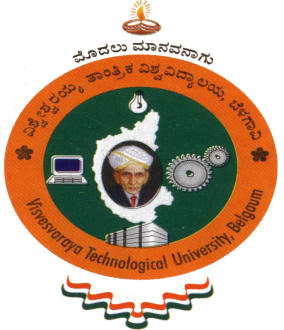 ಮೊದಲು ಮಾನವನಾಗು
ವಿಶ್ವೇಶ್ವರಯ್ಯ ತಾಂತ್ರಿಕ ವಿಶ್ವವಿದ್ಯಾಲಯ, ಬೆಳಗಾವಿ
Visvesvaraya Technological University, Belgaum